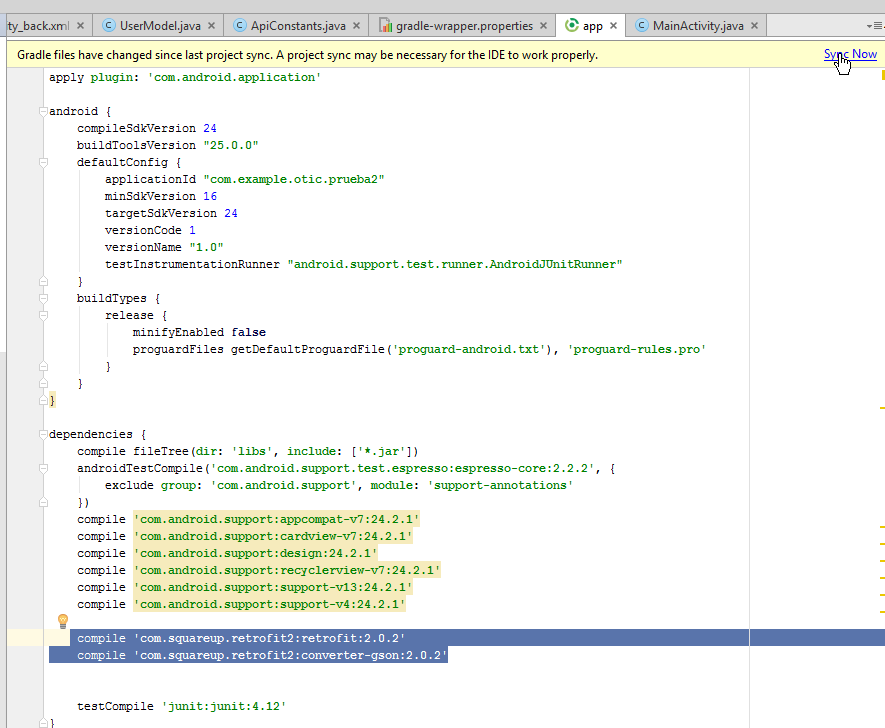 ty_back.xml UserModel.java ApiConstants.java gradle-wrapper.properties app MainActivity.java
Gradle files have changed since last project sync. A project sync may be necessary for the IDE to work properly. Sync Now
apply plugin: 'com.android.application'
android {
compileSdkVersion 24
buildToolsVersion "25.0.0"
defaultConfig {
applicationId "com.example.otic.prueba2"
minSdkVersion 16
targetSdkVersion 24
versionCode 1
versionName "1.0"
testInstrumentationRunner "android.support.test.runner.AndroidJUnitRunner"
}
buildTypes {
release {
minifyEnabled false
proguardFiles getDefaultProguardFile('proguard-android.txt'), 'proguard-rules.pro'
}
}
}
dependencies {
compile fileTree(dir: 'libs', include: ['*.jar'])
androidTestCompile('com.android.support.test.espresso:espresso-core:2.2.2', {
exclude group: 'com.android.support', module: 'support-annotations'
})
compile 'com.android.support:appcompat-v7:24.2.1'
compile 'com.android.support:cardview-v7:24.2.1'
compile 'com.android.support:design:24.2.1'
compile 'com.android.support:recyclerview-v7:24.2.1'
compile 'com.android.support:support-v13:24.2.1'
compile 'com.android.support:support-v4:24.2.1'
compile 'com.squareup.retrofit2:retrofit:2.0.2'
compile 'com.squareup.retrofit2:converter-gson:2.0.2'
testCompile 'junit:junit:4.12'
}